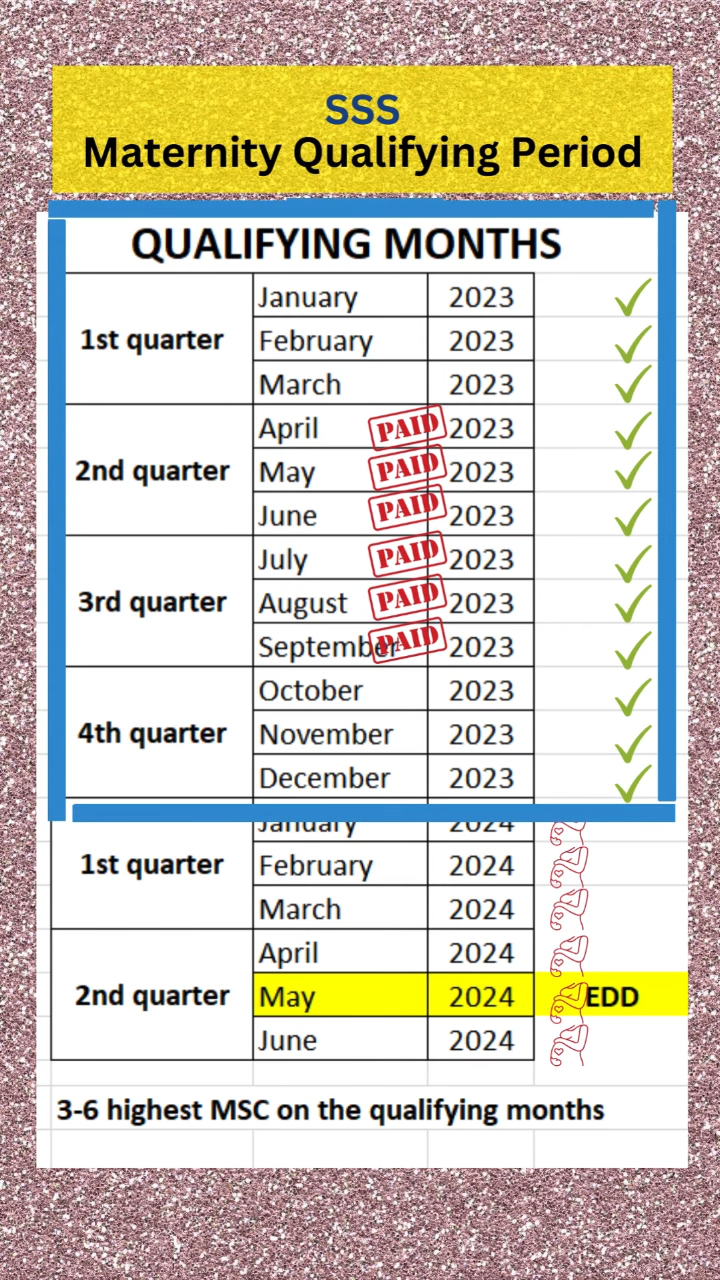 SSS
Maternity Qualifying Period
QUALIFYING MONTHS
1st quarter
January 2023
February 2023
March 2023
2nd quarter
April PAID 2023
May PAID 2023
June PAID 2023
3rd quarter
July PAID 2023
August PAID 2023
September PAID 2023
4th quarter
October 2023
November 2023
December 2023
1st quarter
January 2024
February 2024
March 2024
2nd quarter
April 2024
May 2024 EDD
June 2024
3-6 highest MSC on the qualifying months